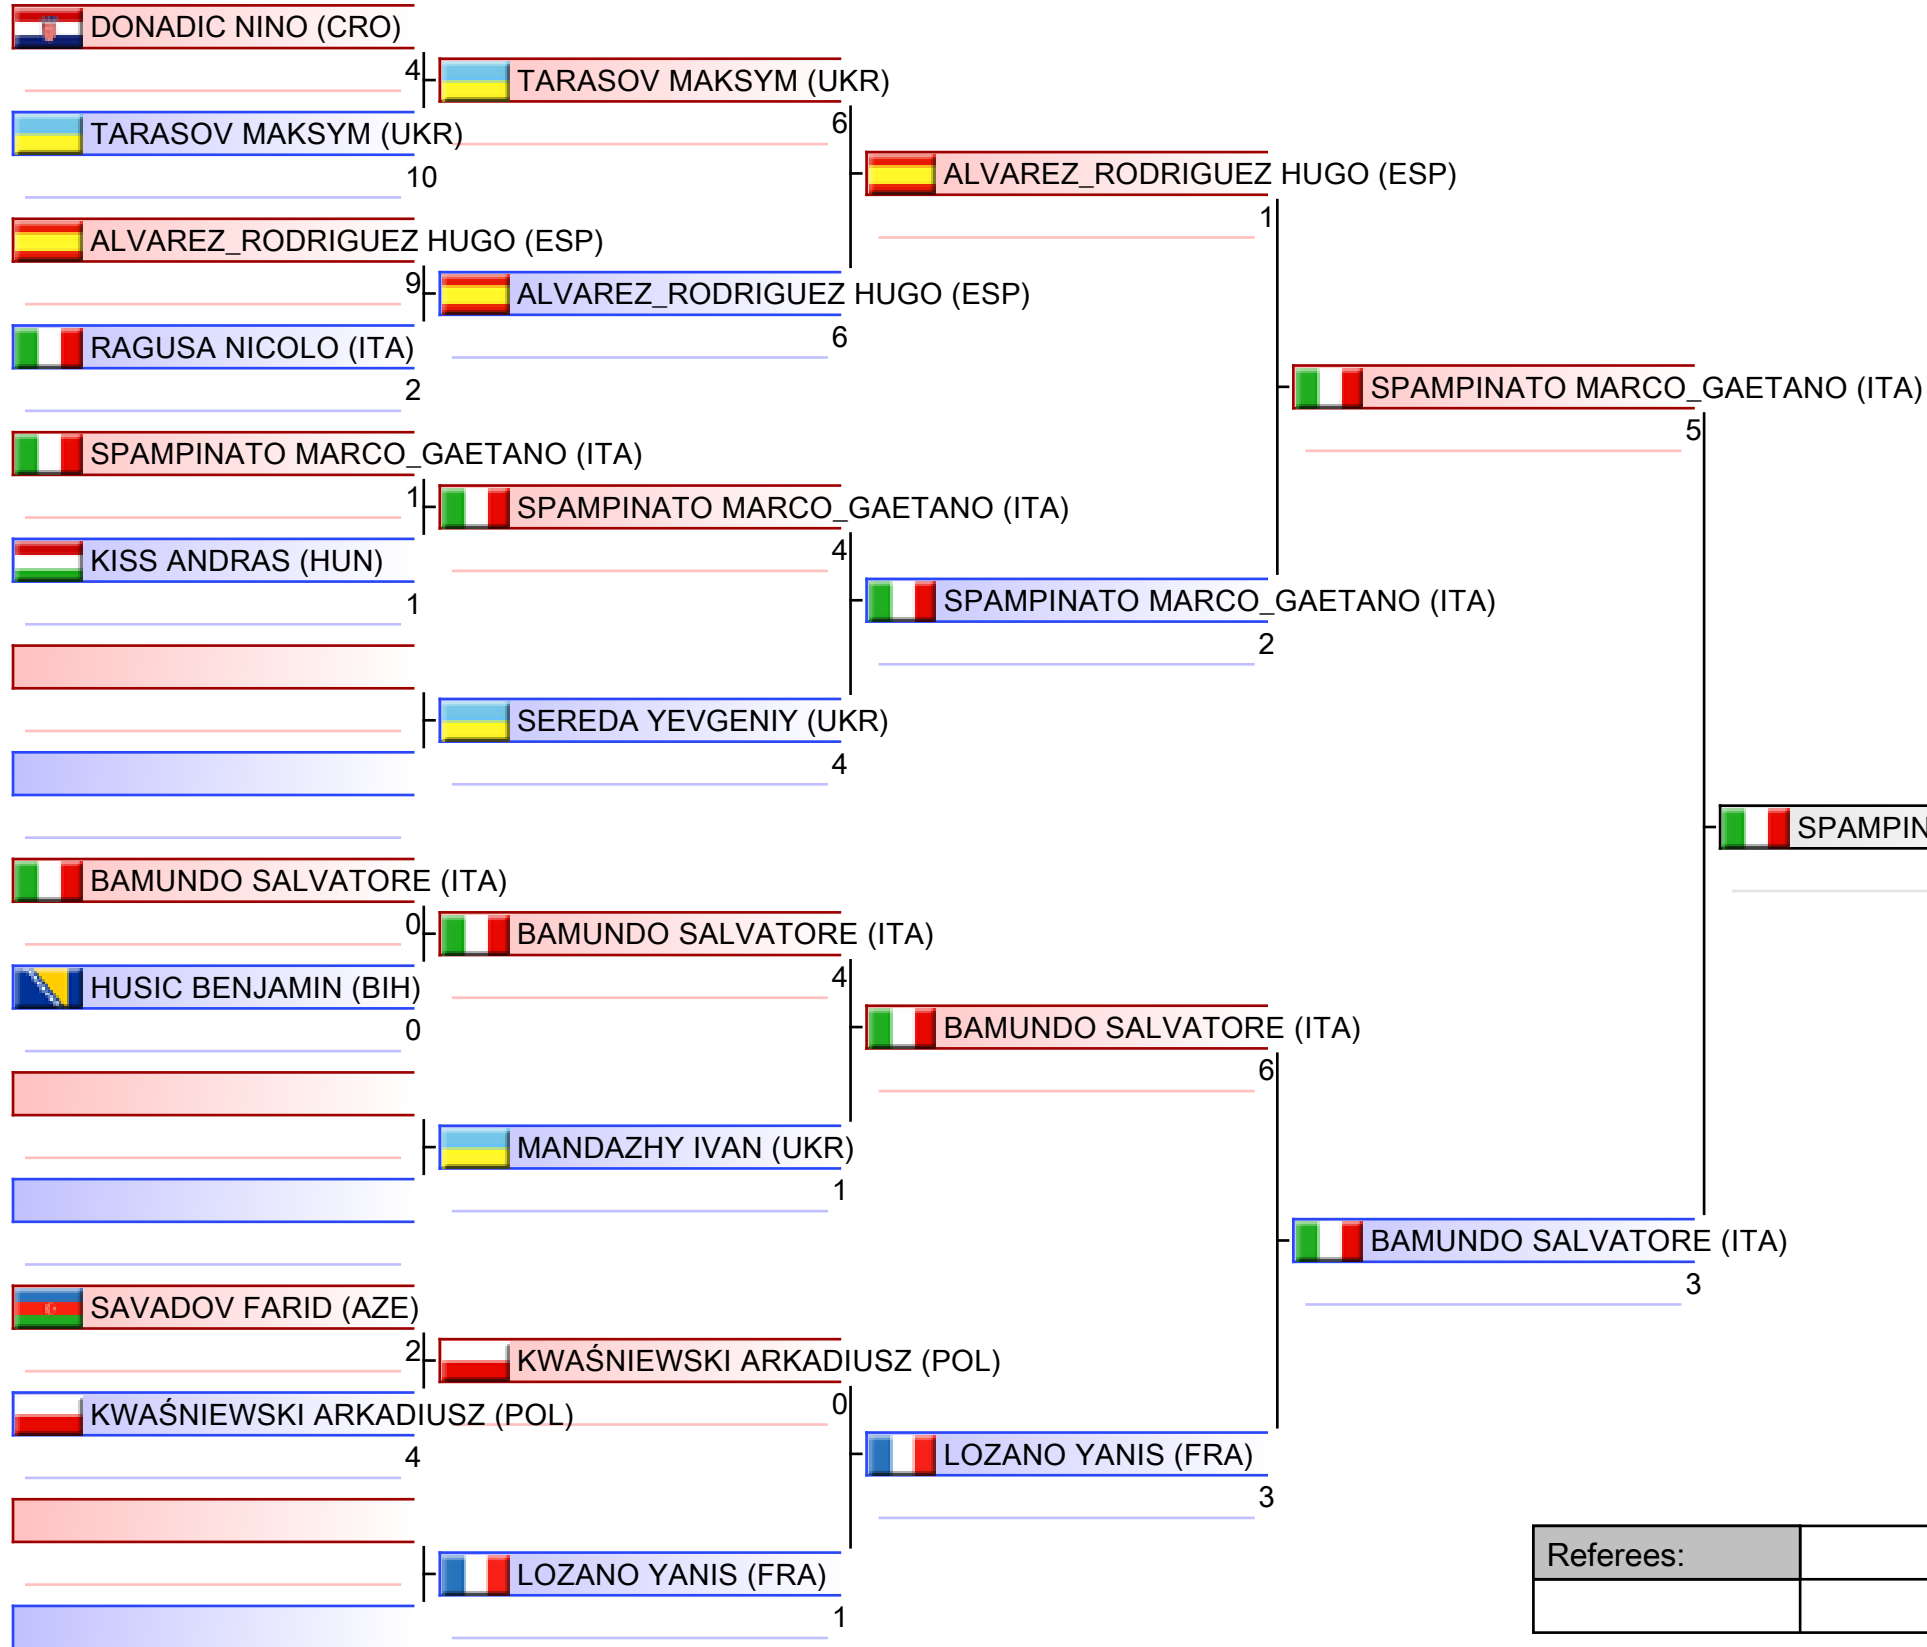 DONADIC NINO (CRO)
4
TARASOV MAKSYM (UKR)
10
ALVAREZ_RODRIGUEZ HUGO (ESP)
9
RAGUSA NICOLO (ITA)
2
SPAMPINATO MARCO_GAETANO (ITA)
1
KISS ANDRAS (HUN)
1
BAMUNDO SALVATORE (ITA)
0
HUSIC BENJAMIN (BIH)
0
SAVADOV FARID (AZE)
2
KWAŚNIEWSKI ARKADIUSZ (POL)
4
TARASOV MAKSYM (UKR)
6
ALVAREZ_RODRIGUEZ HUGO (ESP)
6
SPAMPINATO MARCO_GAETANO (ITA)
4
SEREDA YEVGENIY (UKR)
4
BAMUNDO SALVATORE (ITA)
4
MANDAZHY IVAN (UKR)
1
KWAŚNIEWSKI ARKADIUSZ (POL)
0
LOZANO YANIS (FRA)
1
ALVAREZ_RODRIGUEZ HUGO (ESP)
1
SPAMPINATO MARCO_GAETANO (ITA)
2
BAMUNDO SALVATORE (ITA)
6
LOZANO YANIS (FRA)
3
SPAMPINATO MARCO_GAETANO (ITA)
5
BAMUNDO SALVATORE (ITA)
3
SPAMPIN
Referees: